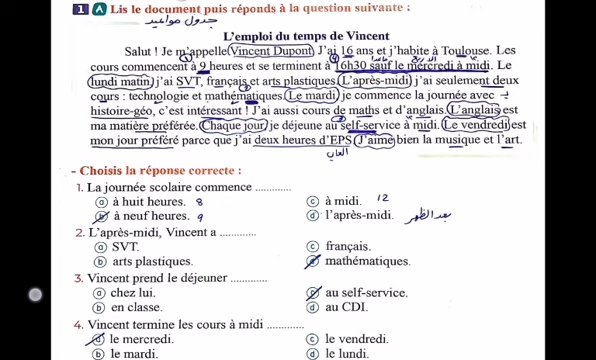 1 A Lis le document puis réponds à la question suivante :
جدول مواعيد
L'emploi du temps de Vincent
Salut ! Je m'appelle Vincent Dupont. J'ai 16 ans et j'habite à Toulouse. Les
cours commencent à 9 heures et se terminent à 16h30 sauf le mercredi à midi. Le
lundi matin, j'ai SVT, français et arts plastiques. L'après-midi, j'ai seulement deux
cours : technologie et mathématiques. Le mardi, je commence la journée avec
histoire-géo, c'est intéressant ! J'ai aussi cours de maths et d'anglais. L'anglais est
ma matière préférée. Chaque jour, je déjeune au self-service à midi. Le vendredi est
mon jour préféré parce que j'ai deux heures d'EPS. J'aime bien la musique et l'art.
العاب
- Choisis la réponse correcte :
1. La journée scolaire commence ............
a à huit heures. 8
c à midi. 12
b à neuf heures. 9
d l'après-midi. بعد الظهر
2. L'après-midi, Vincent a ............
a SVT.
c français.
b arts plastiques.
d mathématiques.
3. Vincent prend le déjeuner ............
a chez lui.
c au self-service.
b en classe.
d au CDI.
4. Vincent termine les cours à midi ............
a le mercredi.
c le vendredi.
b le mardi.
d le lundi.